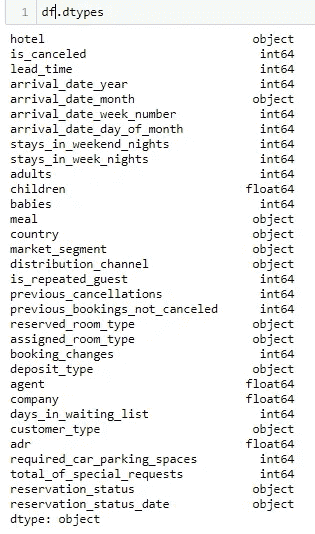 1 df.dtypes
hotel object
is_canceled int64
lead_time int64
arrival_date_year int64
arrival_date_month object
arrival_date_week_number int64
arrival_date_day_of_month int64
stays_in_weekend_nights int64
stays_in_week_nights int64
adults int64
children float64
babies int64
meal object
country object
market_segment object
distribution_channel object
is_repeated_guest int64
previous_cancellations int64
previous_bookings_not_canceled int64
reserved_room_type object
assigned_room_type object
booking_changes int64
deposit_type object
agent float64
company float64
days_in_waiting_list int64
customer_type object
adr float64
required_car_parking_spaces int64
total_of_special_requests int64
reservation_status object
reservation_status_date object
dtype: object